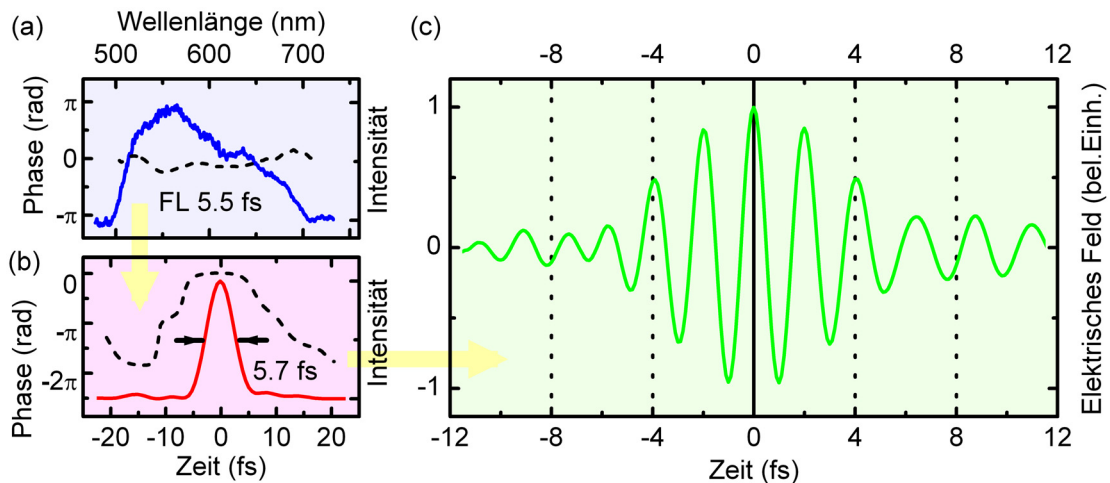 (a)
Wellenlänge (nm)
500 600 700
Phase (rad)
π
0
-π
FL 5.5 fs
Intensität
(b)
Phase (rad)
0
-π
-2π
5.7 fs
Intensität
-20 -10 0 10 20
Zeit (fs)
(c)
-8 -4 0 4 8 12
1
0
-1
Elektrisches Feld (bel.Einh.)
-12 -8 -4 0 4 8 12
Zeit (fs)